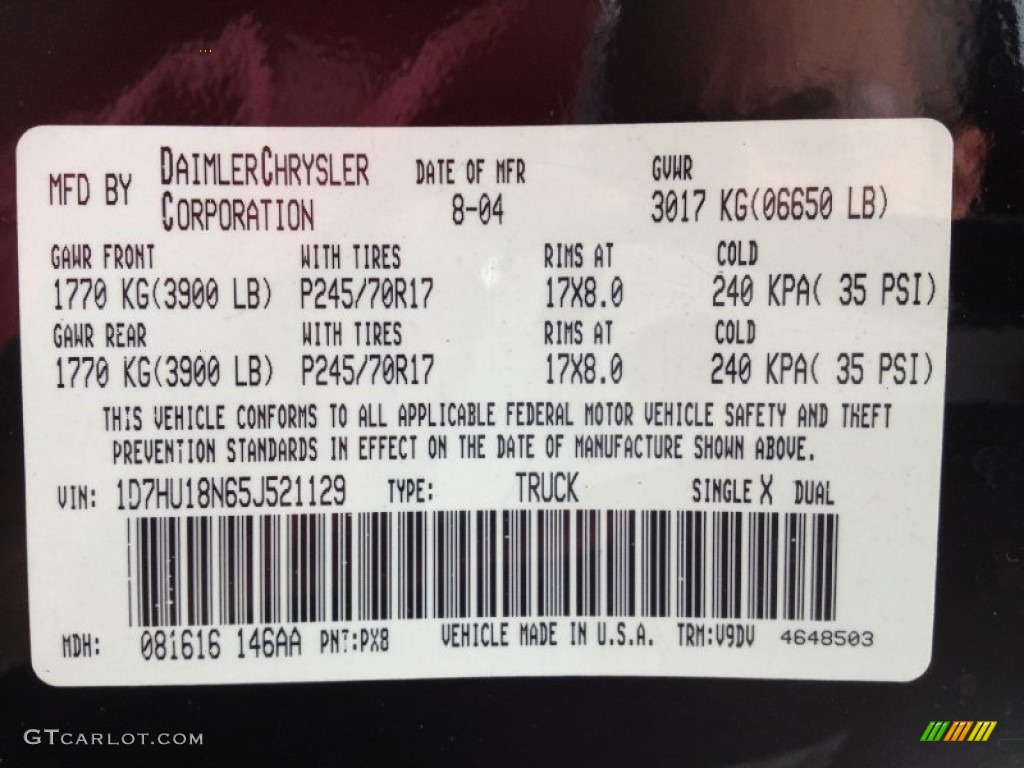 MFD BY DAIMLERCHRYSLER CORPORATION DATE OF MFR 8-04 GVWR 3017 KG(06650 LB)
GAWR FRONT WITH TIRES RIMS AT COLD
1770 KG(3900 LB) P245/70R17 17X8.0 240 KPA( 35 PSI)
GAWR REAR WITH TIRES RIMS AT COLD
1770 KG(3900 LB) P245/70R17 17X8.0 240 KPA( 35 PSI)
THIS VEHICLE CONFORMS TO ALL APPLICABLE FEDERAL MOTOR VEHICLE SAFETY AND THEFT
PREVENTION STANDARDS IN EFFECT ON THE DATE OF MANUFACTURE SHOWN ABOVE.
VIN: 1D7HU18N65J521129 TYPE: TRUCK SINGLE X DUAL
MDH: 081616 146AA PNT:PX8 VEHICLE MADE IN U.S.A. TRM:V9DV 4648503
GTCARLOT.COM